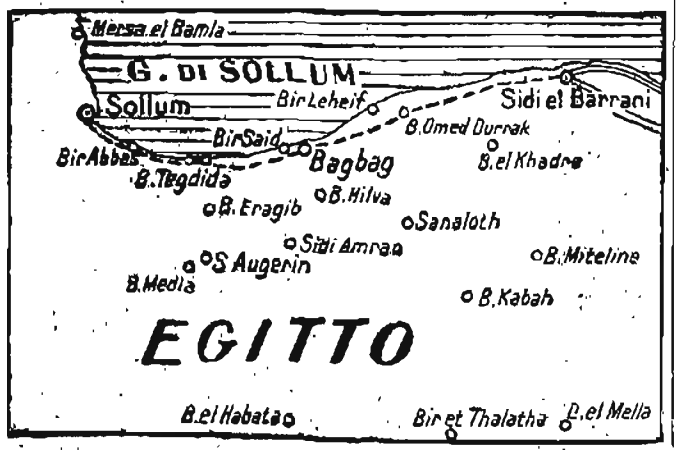 Mersa el Bamla
G. DI SOLLUM
Sollum
Bir Leheif
Sidi el Barrani
Bir Said
B. Omed Durrak
Bir Abbes
Bagbag
B. el Khadre
B. Tegdida
B. Hilva
B. Eragib
Sanaloth
Sidi Amran
B. Miteline
S Augerin
B. Media
B. Kabah
EGITTO
B. el Habata
Bir et Thalatha
B. el Mella